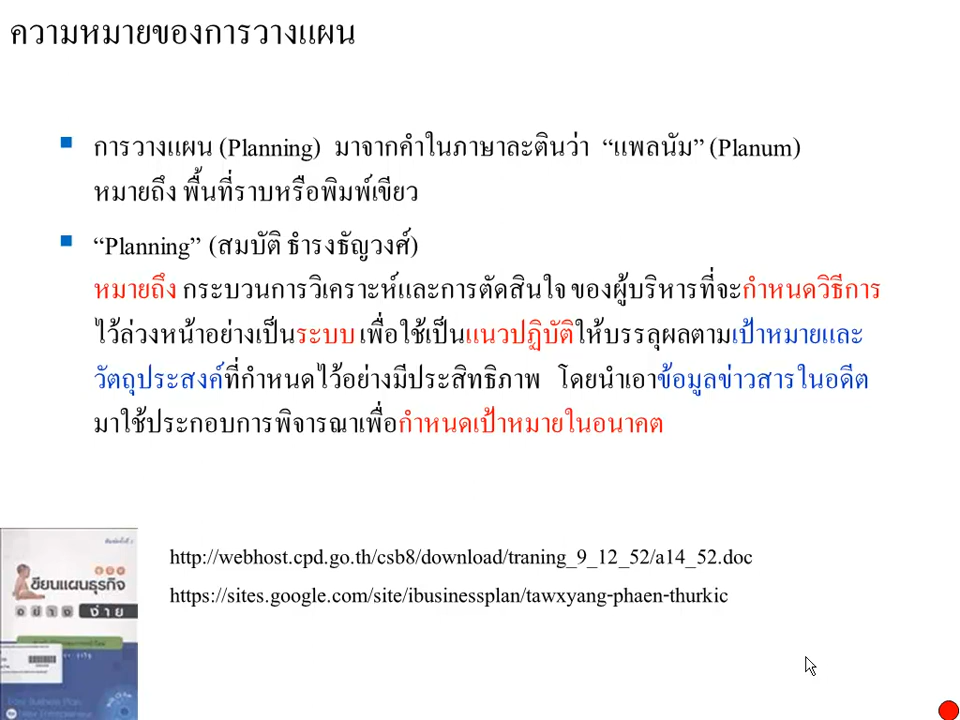 ความหมายของการวางแผน
การวางแผน (Planning) มาจากคำในภาษาละตินว่า “แพลนัม” (Planum)
หมายถึง พื้นที่ราบหรือพิมพ์เขียว
“Planning” (สมบัติ ธำรงธัญวงศ์)
หมายถึง กระบวนการวิเคราะห์และการตัดสินใจ ของผู้บริหารที่จะกำหนดวิธีการ
ไว้ล่วงหน้าอย่างเป็นระบบ เพื่อใช้เป็นแนวปฏิบัติให้บรรลุผลตามเป้าหมายและ
วัตถุประสงค์ที่กำหนดไว้อย่างมีประสิทธิภาพ โดยนำเอาข้อมูลข่าวสารในอดีต
มาใช้ประกอบการพิจารณาเพื่อกำหนดเป้าหมายในอนาคต
http://webhost.cpd.go.th/csb8/download/traning_9_12_52/a14_52.doc
https://sites.google.com/site/ibusinessplan/tawxyang-phaen-thurkic
เขียนแผนธุรกิจ
อย่างง่าย
Easy Business Plan